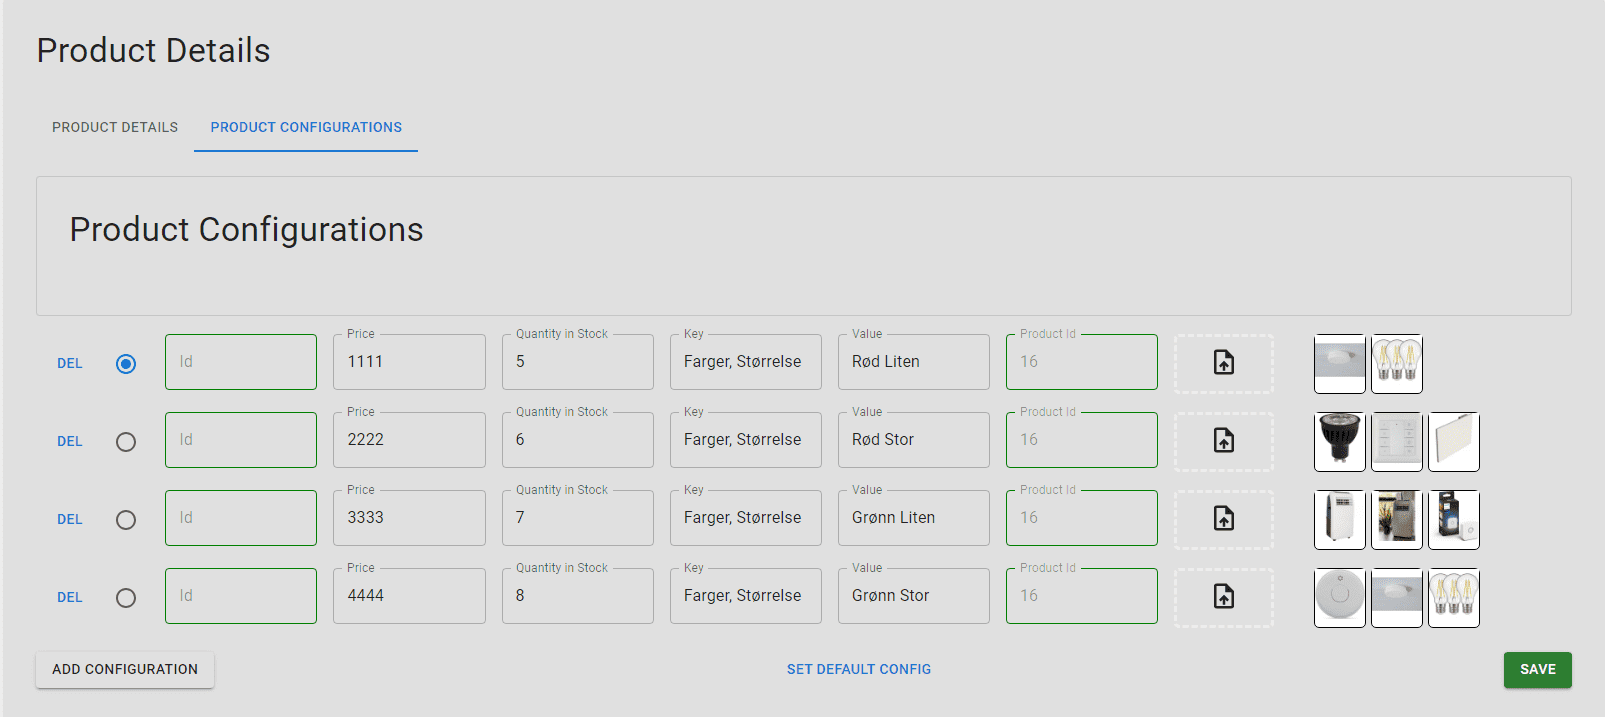 Product Details
PRODUCT DETAILS PRODUCT CONFIGURATIONS
Product Configurations
Price Quantity in Stock Key Value Product Id
DEL Id 1111 5 Farger, Størrelse Rød Liten 16
Price Quantity in Stock Key Value Product Id
DEL Id 2222 6 Farger, Størrelse Rød Stor 16
Price Quantity in Stock Key Value Product Id
DEL Id 3333 7 Farger, Størrelse Grønn Liten 16
Price Quantity in Stock Key Value Product Id
DEL Id 4444 8 Farger, Størrelse Grønn Stor 16
ADD CONFIGURATION SET DEFAULT CONFIG SAVE